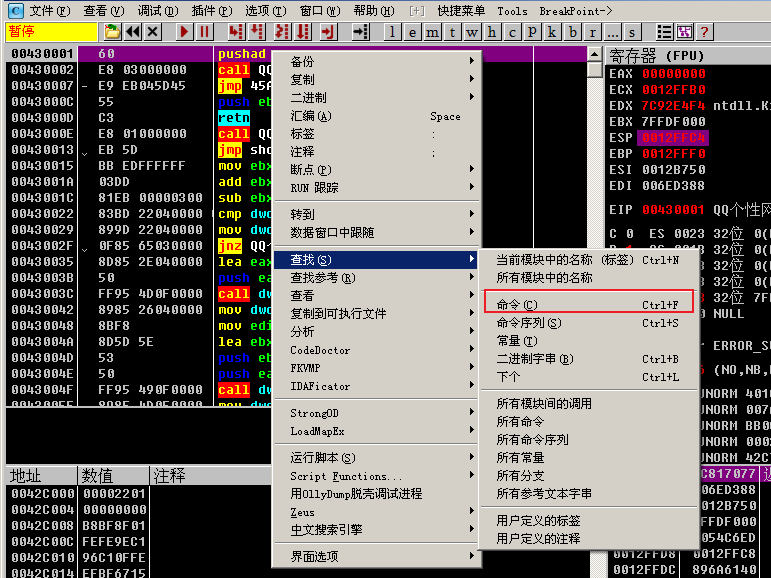 文件(F) 查看(V) 调试(D) 插件(P) 选项(T) 窗口(W) 帮助(H) [+] 快捷菜单 Tools BreakPoint->
暂停 l e m t w h c p k b r ... s ?
00430001 60 pushad
00430002 E8 03000000 call QQ
00430007 - E9 EB045D45 jmp 45A
0043000C 55 push eb
0043000D C3 retn
0043000E E8 01000000 call QQ
00430013 EB 5D jmp sho
00430015 BB EDFFFFFF mov ebx
0043001A 03DD add ebx
0043001C 81EB 00000300 sub ebx
00430022 83BD 22040000 cmp dwo
00430029 899D 22040000 mov dwo
0043002F 0F85 65030000 jnz QQ个
00430035 8D85 2E040000 lea eax
0043003B 50 push ea
0043003C FF95 4D0F0000 call dw
00430042 8985 26040000 mov dwo
00430048 8BF8 mov edi
0043004A 8D5D 5E lea ebx
0043004D 53 push eb
0043004E 50 push ea
0043004F FF95 490F0000 call dw
备份
复制
二进制
汇编(A) Space
标签 :
注释 ;
断点(P)
RUN 跟踪
转到
数据窗口中跟随
查找(S)
查找参考(R)
查看
复制到可执行文件
分析
CodeDoctor
FKVMP
IDAFicator
StrongOD
LoadMapEx
运行脚本(S)
Script Functions...
用OllyDump脱壳调试进程
Zeus
中文搜索引擎
界面选项
当前模块中的名称 (标签) Ctrl+N
所有模块中的名称
命令(C) Ctrl+F
命令序列(S) Ctrl+S
常量(T)
二进制字串(B) Ctrl+B
下个 Ctrl+L
所有模块间的调用
所有命令
所有命令序列
所有常量
所有分支
所有参考文本字串
用户定义的标签
用户定义的注释
寄存器 (FPU)
EAX 00000000
ECX 0012FFB0
EDX 7C92E4F4 ntdll.K
EBX 7FFDF000
ESP 0012FFC4
EBP 0012FFF0
ESI 0012B750
EDI 006ED388
EIP 00430001 QQ个性网
C 0 ES 0023 32位 0(
32位 0(
32位 0(
32位 0(
32位 7F
NULL
ERROR_SU
(NO,NB,
NORM 401
NORM 007
NORM BB0
NORM 002
NORM 42C
C817077
06ED388
012B750
FFDF000
054C6ED
0012FFD8 0012FFC8
0012FFDC 896A6140
地址 数值 注释
0042C000 00002201
0042C004 00000000
0042C008 B8BF8F01
0042C00C FEFE9EC1
0042C010 96C10FFE
0042C014 EFBF6715